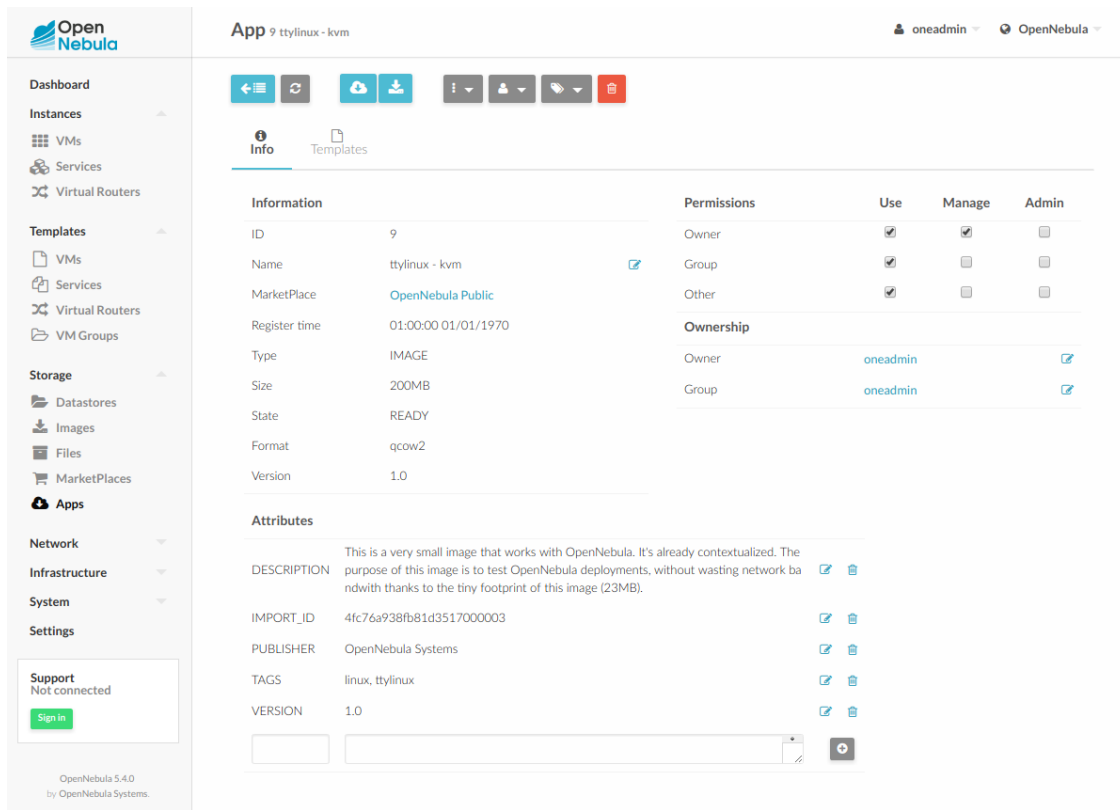 Open
Nebula
App 9 ttylinux - kvm
oneadmin
OpenNebula
Dashboard
Instances
VMs
Services
Virtual Routers
Templates
VMs
Services
Virtual Routers
VM Groups
Storage
Datastores
Images
Files
MarketPlaces
Apps
Network
Infrastructure
System
Settings
Support
Not connected
Sign in
OpenNebula 5.4.0
by OpenNebula Systems.
Info
Templates
Information
ID 9
Name ttylinux - kvm
MarketPlace OpenNebula Public
Register time 01:00:00 01/01/1970
Type IMAGE
Size 200MB
State READY
Format qcow2
Version 1.0
Permissions Use Manage Admin
Owner
Group
Other
Ownership
Owner oneadmin
Group oneadmin
Attributes
DESCRIPTION This is a very small image that works with OpenNebula. It's already contextualized. The
purpose of this image is to test OpenNebula deployments, without wasting network ba
ndwith thanks to the tiny footprint of this image (23MB).
IMPORT_ID 4fc76a938fb81d3517000003
PUBLISHER OpenNebula Systems
TAGS linux, ttylinux
VERSION 1.0